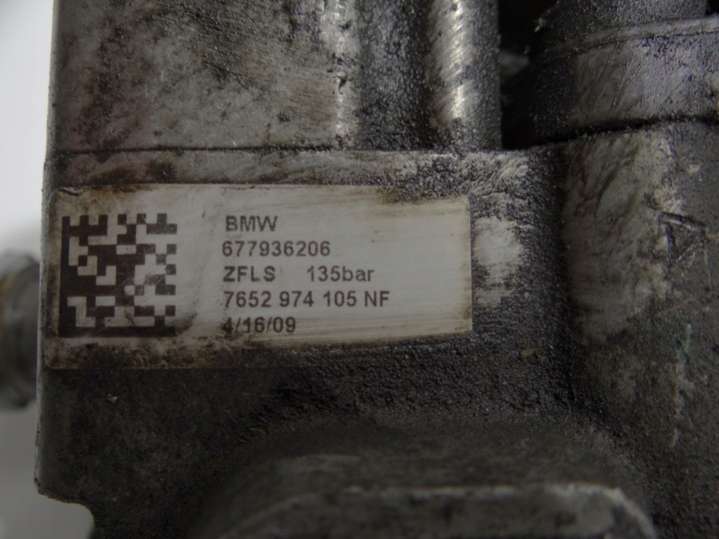 BMW
677936206
ZFLS 135bar
7652 974 105 NF
4/16/09
A